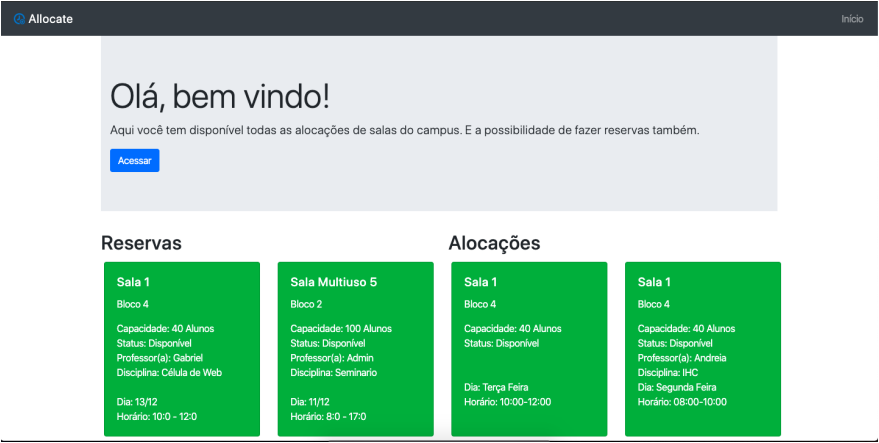 Allocate
Início
Olá, bem vindo!
Aqui você tem disponível todas as alocações de salas do campus. E a possibilidade de fazer reservas também.
Acessar
Reservas
Alocações
Sala 1
Bloco 4
Capacidade: 40 Alunos
Status: Disponível
Professor(a): Gabriel
Disciplina: Célula de Web
Dia: 13/12
Horário: 10:0 - 12:0
Sala Multiuso 5
Bloco 2
Capacidade: 100 Alunos
Status: Disponível
Professor(a): Admin
Disciplina: Seminario
Dia: 11/12
Horário: 8:0 - 17:0
Sala 1
Bloco 4
Capacidade: 40 Alunos
Status: Disponível
Dia: Terça Feira
Horário: 10:00-12:00
Sala 1
Bloco 4
Capacidade: 40 Alunos
Status: Disponível
Professor(a): Andreia
Disciplina: IHC
Dia: Segunda Feira
Horário: 08:00-10:00